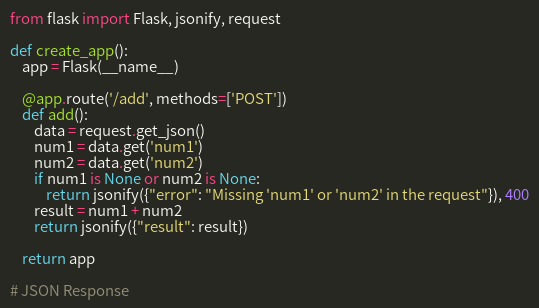 from flask import Flask, jsonify, request
def create_app():
app = Flask(__name__)
@app.route('/add', methods=['POST'])
def add():
data = request.get_json()
num1 = data.get('num1')
num2 = data.get('num2')
if num1 is None or num2 is None:
return jsonify({"error": "Missing 'num1' or 'num2' in the request"}), 400
result = num1 + num2
return jsonify({"result": result})
return app
# JSON Response